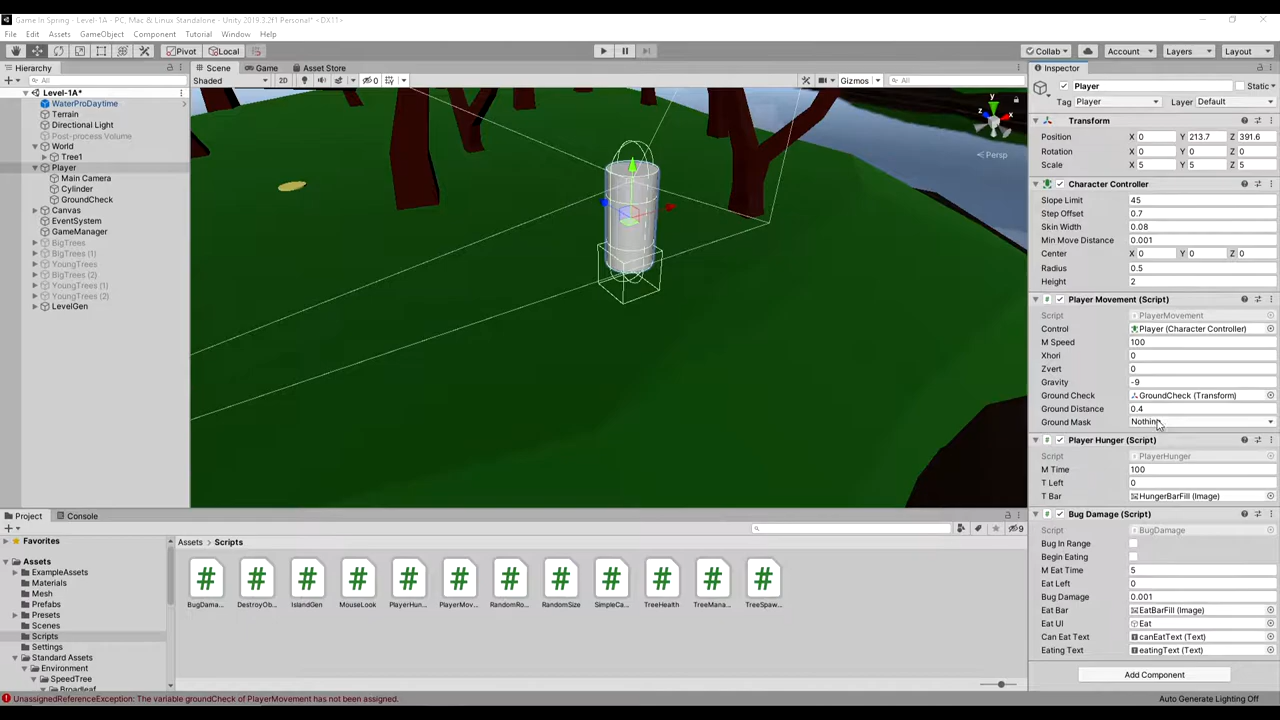 Game In Spring - Level-1A - PC, Mac & Linux Standalone - Unity 2019.3.2f1 Personal* <DX11>
File Edit Assets GameObject Component Tutorial Window Help
Pivot Local Collab Account Layers Layout
Hierarchy
All
Level-1A*
WaterProDaytime
Terrain
Directional Light
Post-process Volume
World
Tree1
Player
Main Camera
Cylinder
GroundCheck
Canvas
EventSystem
GameManager
BigTrees
BigTrees (1)
YoungTrees
BigTrees (2)
YoungTrees (1)
YoungTrees (2)
LevelGen
Scene Game Asset Store
Shaded 2D 0 Gizmos All
y
z x
Persp
Inspector
Player Static
Tag Player Layer Default
Transform
Position X 0 Y 213.7 Z 391.6
Rotation X 0 Y 0 Z 0
Scale X 5 Y 5 Z 5
Character Controller
Slope Limit 45
Step Offset 0.7
Skin Width 0.08
Min Move Distance 0.001
Center X 0 Y 0 Z 0
Radius 0.5
Height 2
Player Movement (Script)
Script PlayerMovement
Control Player (Character Controller)
M Speed 100
Xhori 0
Zvert 0
Gravity -9
Ground Check GroundCheck (Transform)
Ground Distance 0.4
Ground Mask Nothing
Player Hunger (Script)
Script PlayerHunger
M Time 100
T Left 0
T Bar HungerBarFill (Image)
Bug Damage (Script)
Script BugDamage
Bug In Range
Begin Eating
M Eat Time 5
Eat Left 0
Bug Damage 0.001
Eat Bar EatBarFill (Image)
Eat UI Eat
Can Eat Text canEatText (Text)
Eating Text eatingText (Text)
Add Component
Project Console
9
Favorites
Assets
ExampleAssets
Materials
Mesh
Prefabs
Presets
Scenes
Scripts
Settings
Standard Assets
Environment
SpeedTree
Broadleaf
Assets > Scripts
BugDama... DestroyOb... IslandGen MouseLook PlayerHun... PlayerMov... RandomRo... RandomSize SimpleCa... TreeHealth TreeMana... TreeSpaw...
UnassignedReferenceException: The variable groundCheck of PlayerMovement has not been assigned.
Auto Generate Lighting Off